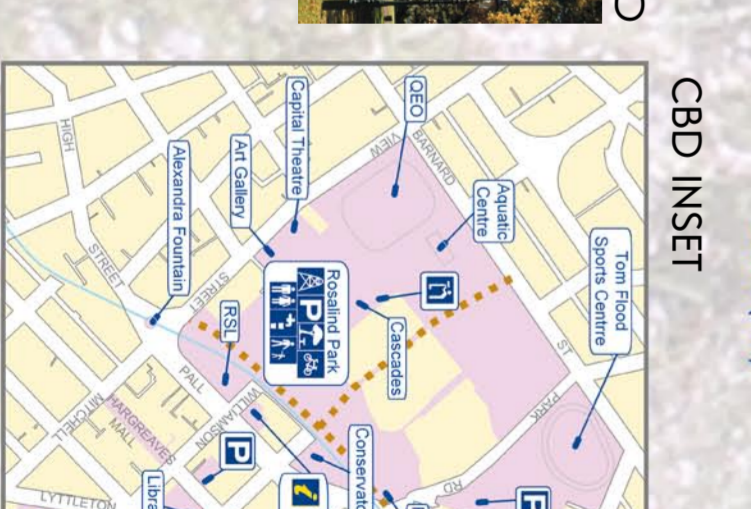 CBD INSET
Tom Flood
Sports Centrre
Aquatic
Centre
QEO
BARNARD
ST
VIEW
PARK
RD
Cascades
Conservato
Capital Theatre
Rosalind Park
P
Art Gallery
RSL
i
P
WILLIAMSON
STREET
Alexandra Fountain
PALL
Libra
HARGREAVES
MALL
MITCHELL
HIGH
STREET
LYTTLETON